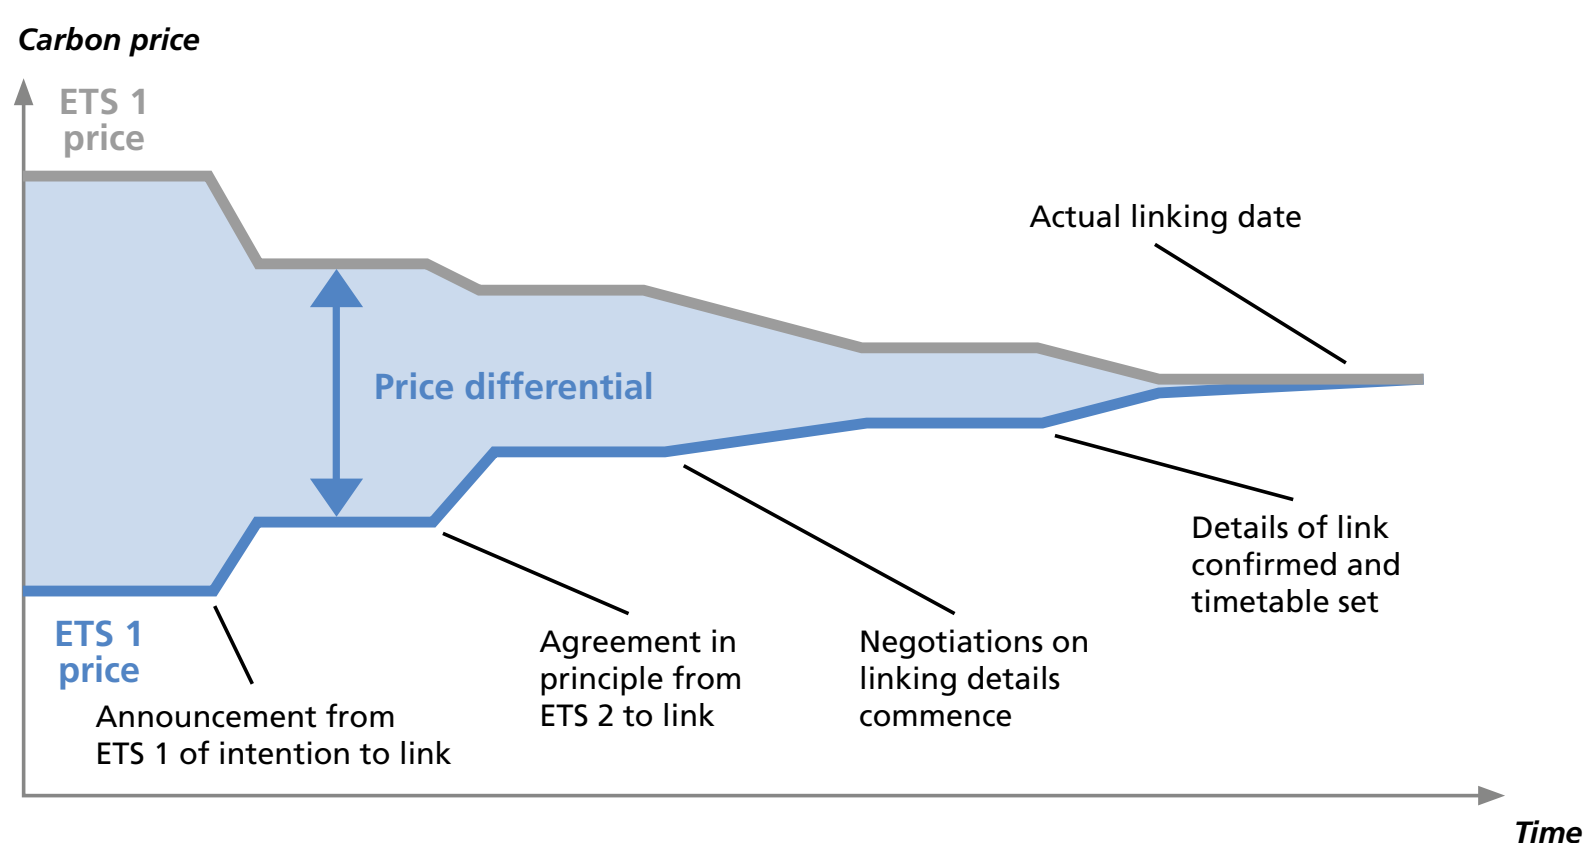 Carbon price
ETS 1
price
Actual linking date
Price differential
Details of link
confirmed and
timetable set
ETS 1
price
Agreement in
principle from
ETS 2 to link
Negotiations on
linking details
commence
Announcement from
ETS 1 of intention to link
Time